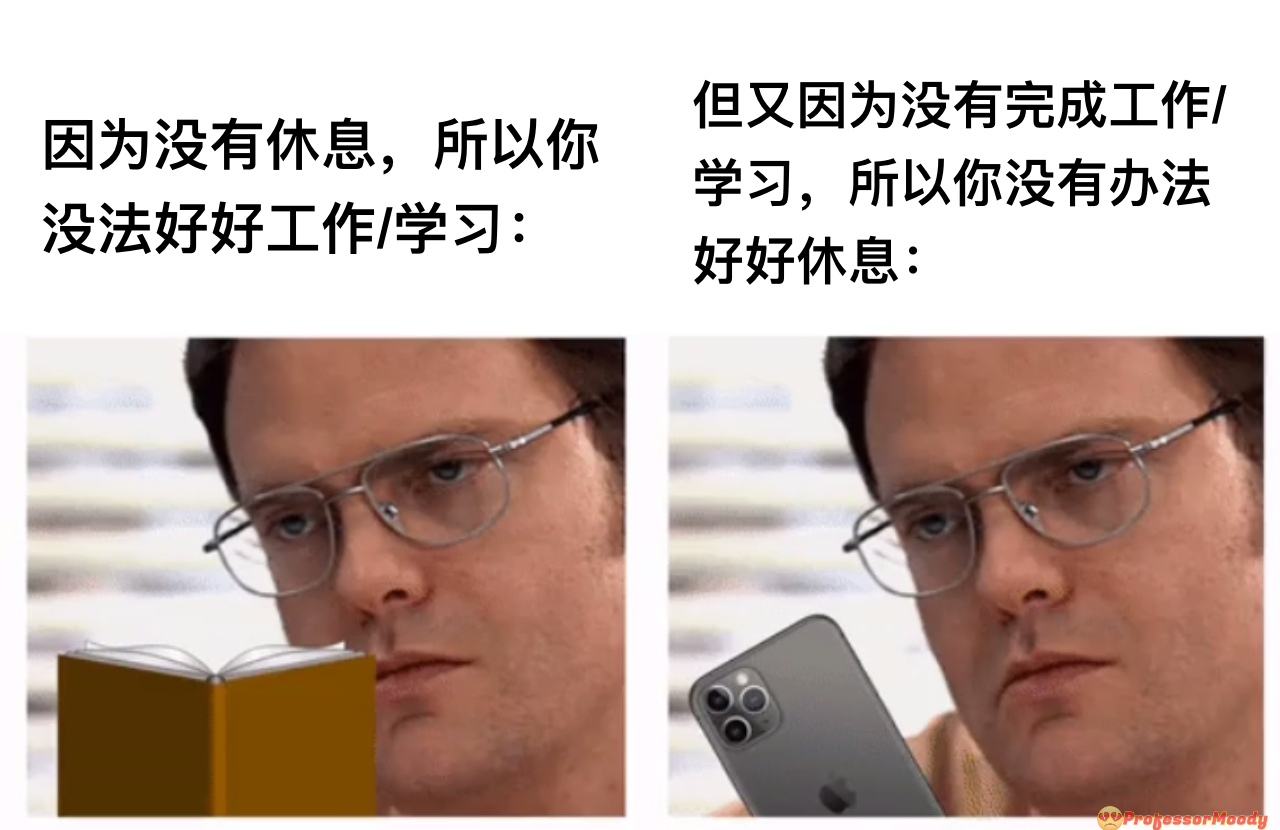 因为没有休息，所以你
没法好好工作/学习：
但又因为没有完成工作/
学习，所以你没有办法
好好休息：
ProfessorMoody